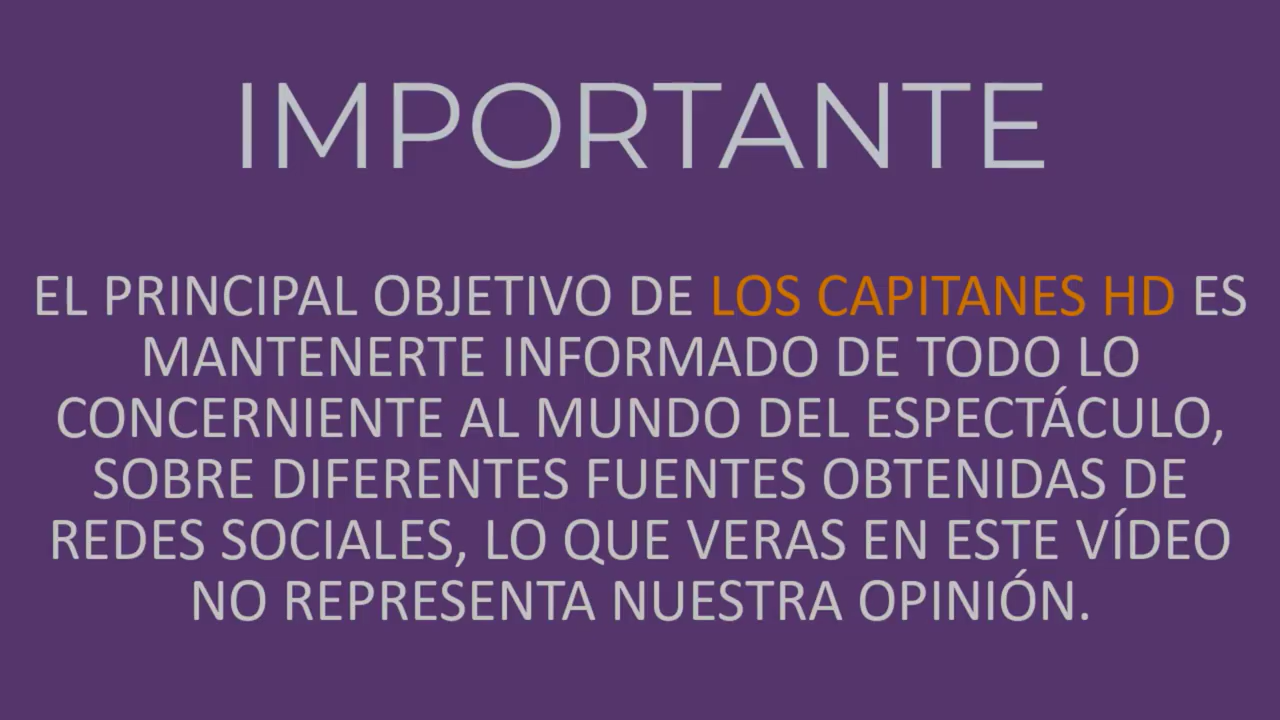 IMPORTANTE
EL PRINCIPAL OBJETIVO DE LOS CAPITANES HD ES
MANTENERTE INFORMADO DE TODO LO
CONCERNIENTE AL MUNDO DEL ESPECTÁCULO,
SOBRE DIFERENTES FUENTES OBTENIDAS DE
REDES SOCIALES, LO QUE VERAS EN ESTE VÍDEO
NO REPRESENTA NUESTRA OPINIÓN.